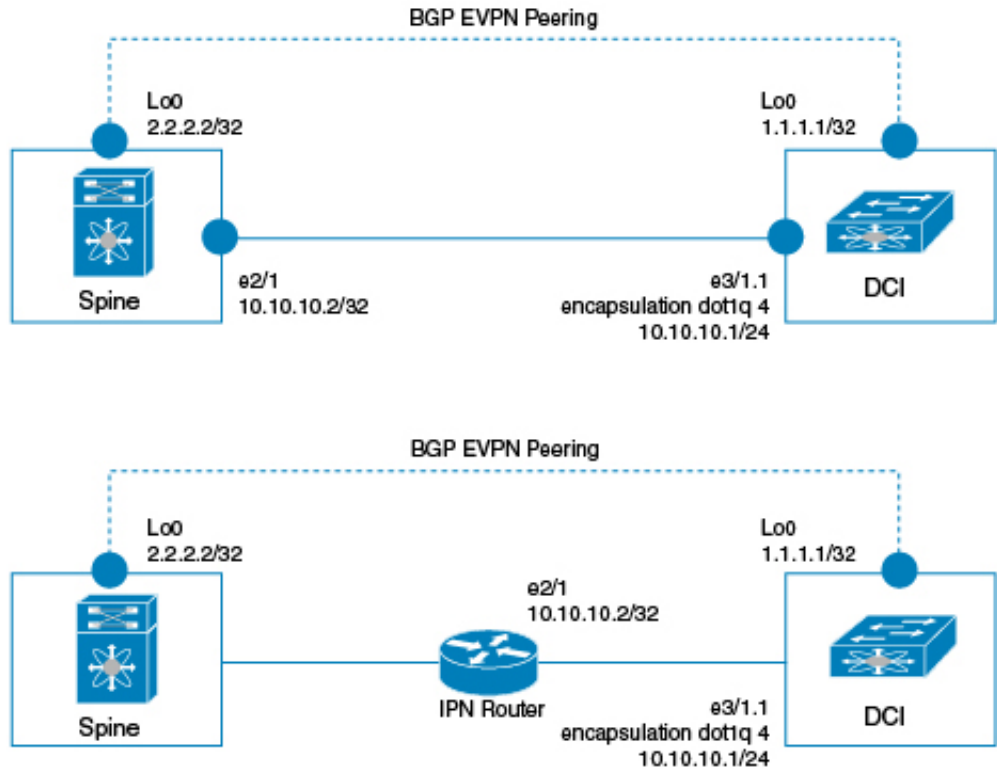 BGP EVPN Peering
Lo0
2.2.2.2/32
Lo0
1.1.1.1/32
Spine
e2/1
10.10.10.2/32
e3/1.1
encapsulation dot1q 4
10.10.10.1/24
DCI
BGP EVPN Peering
Lo0
2.2.2.2/32
Lo0
1.1.1.1/32
e2/1
10.10.10.2/32
Spine
IPN Router
e3/1.1
encapsulation dot1q 4
10.10.10.1/24
DCI